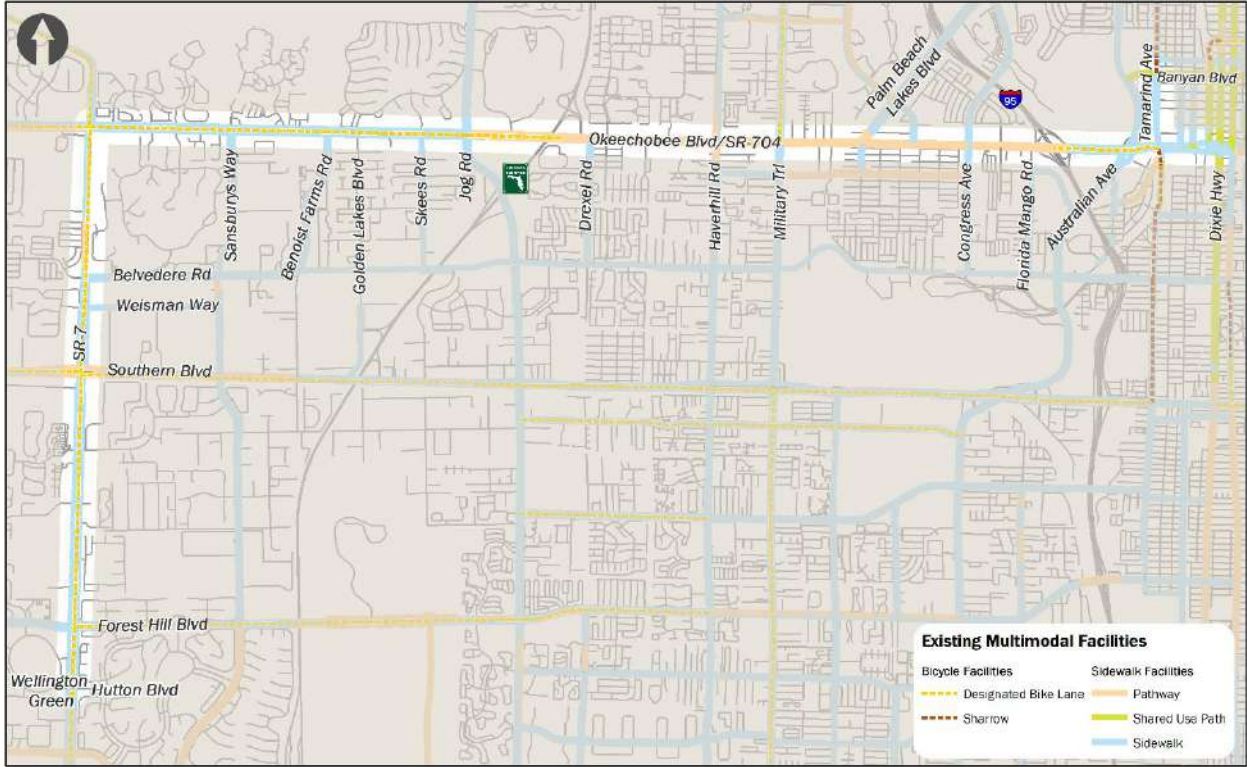 Palm Beach
Lakes Blvd
95
Tamarind Ave
Banyan Blvd
Okeechobee Blvd/SR-704
Sansburys Way
Benoist Farms Rd
Golden Lakes Blvd
Skees Rd
Jog Rd
Drexel Rd
Haverhill Rd
Military Trl
Congress Ave
Florida Mango Rd
Australian Ave
Dixie Hwy
Belvedere Rd
Weisman Way
SR-7
Southern Blvd
Forest Hill Blvd
Wellington
Green
Hutton Blvd
Existing Multimodal Facilities
Bicycle Facilities
Designated Bike Lane
Sharrow
Sidewalk Facilities
Pathway
Shared Use Path
Sidewalk